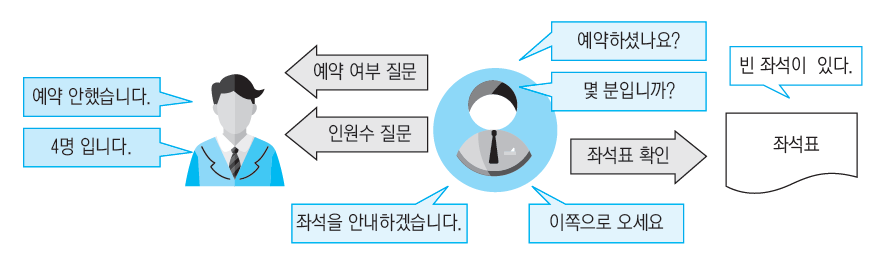 예약하셨나요?
빈 좌석이 있다.
예약 여부 질문
예약 안했습니다.
몇 분입니까?
인원수 질문
4명 입니다.
좌석표 확인
좌석표
좌석을 안내하겠습니다.
이쪽으로 오세요